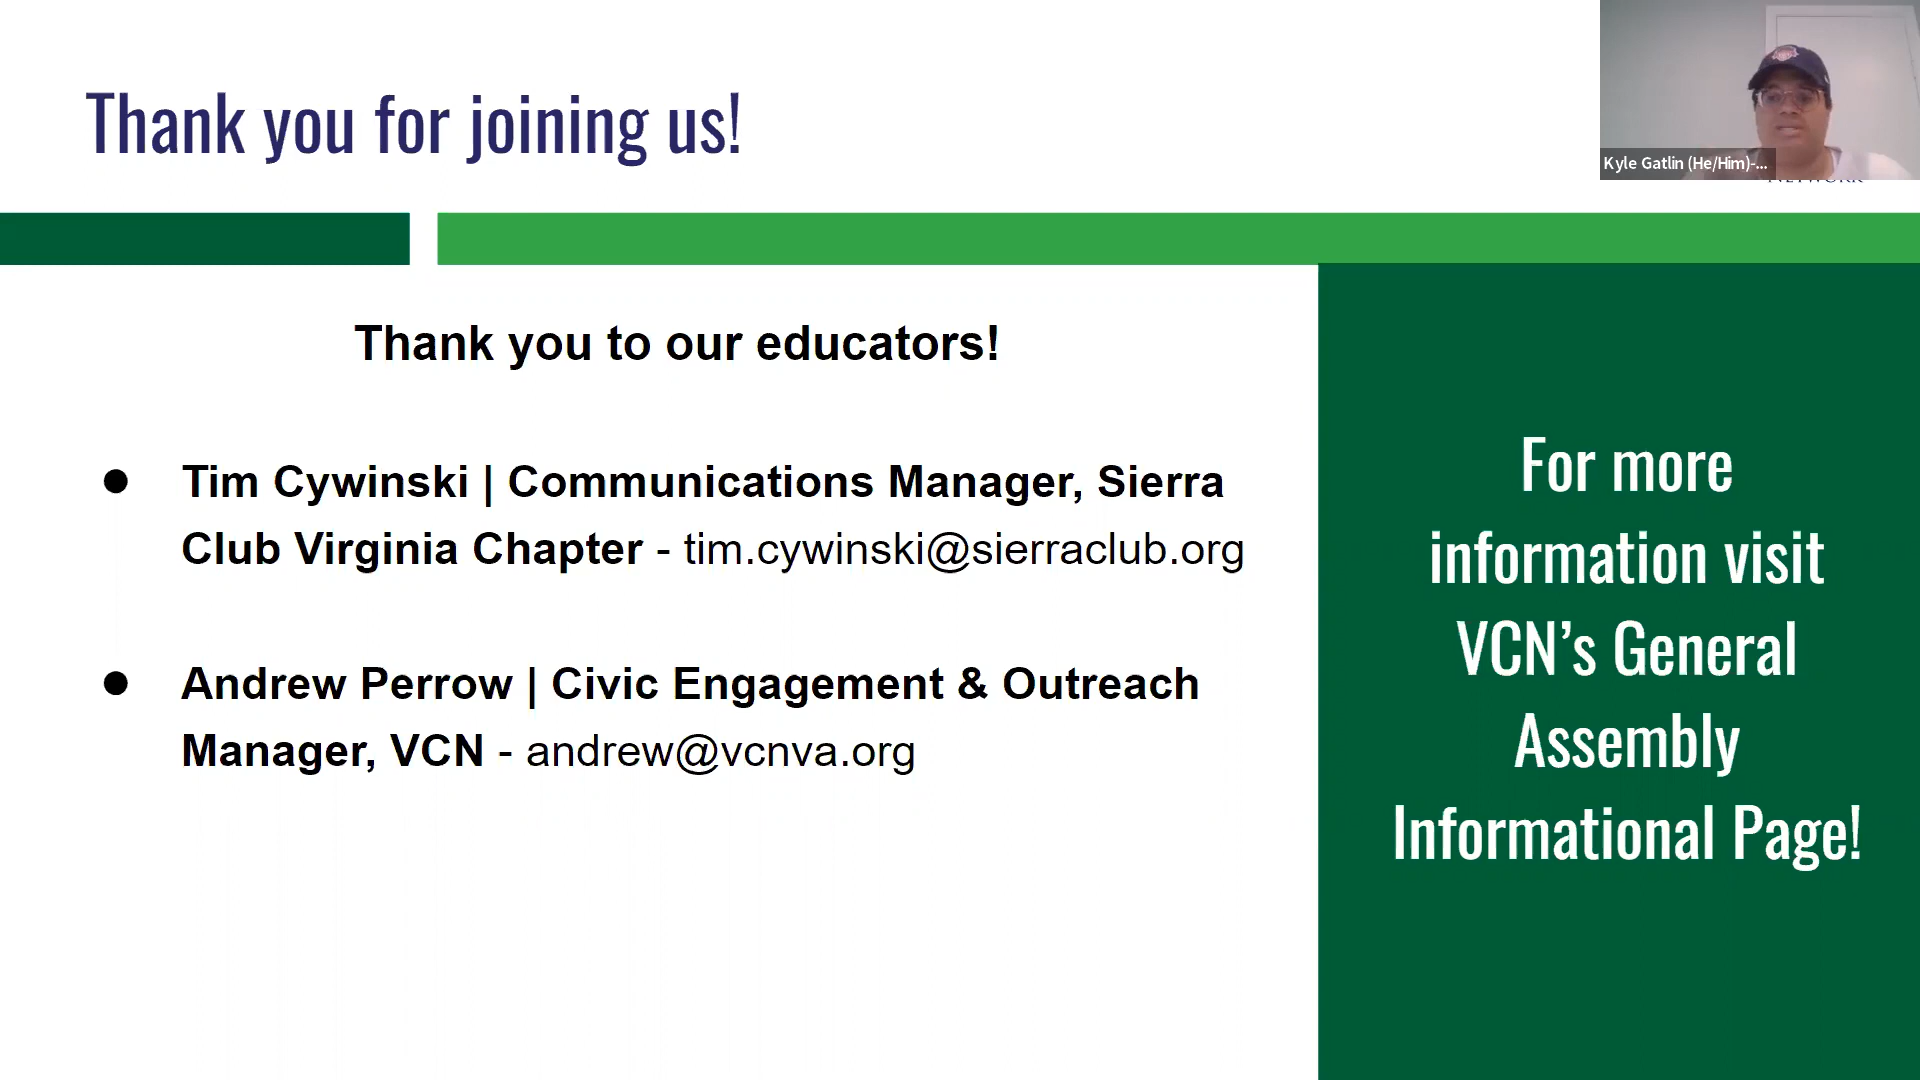 Thank you for joining us!
Kyle Gatlin (He/Him)-...
NETWORK
Thank you to our educators!
● Tim Cywinski | Communications Manager, Sierra
Club Virginia Chapter - tim.cywinski@sierraclub.org
● Andrew Perrow | Civic Engagement & Outreach
Manager, VCN - andrew@vcnva.org
For more
information visit
VCN’s General
Assembly
Informational Page!